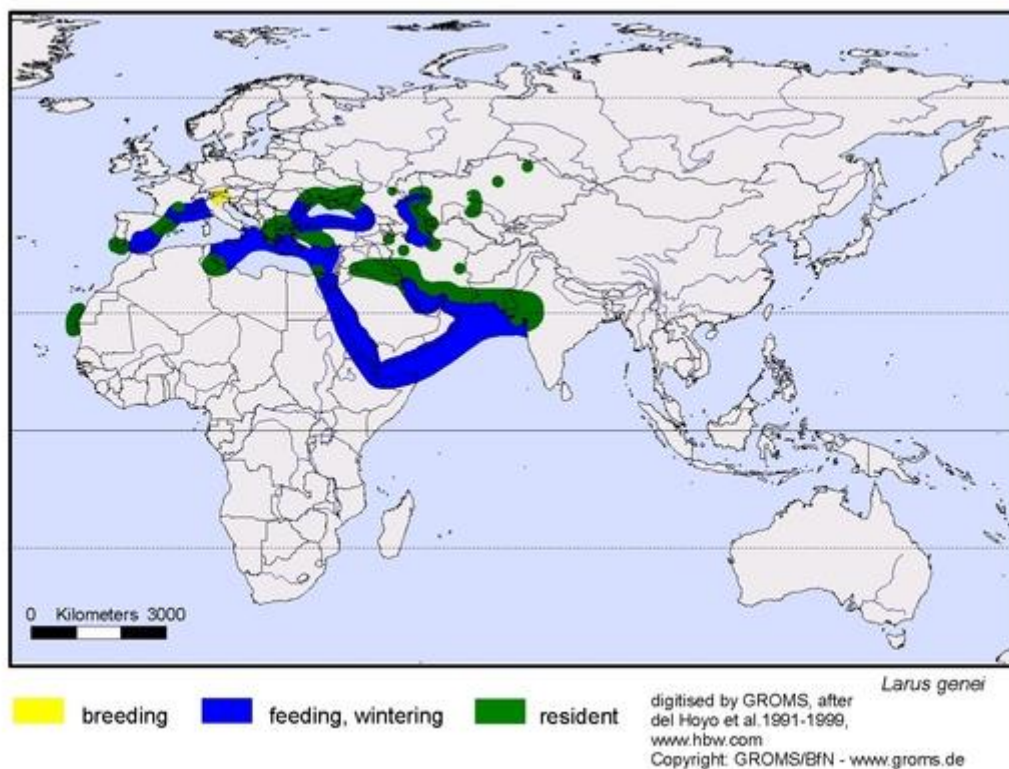 0 Kilometers 3000
Larus genei
breeding
feeding, wintering
resident
digitised by GROMS, after
del Hoyo et al.1991-1999,
www.hbw.com
Copyright: GROMS/BfN - www.groms.de